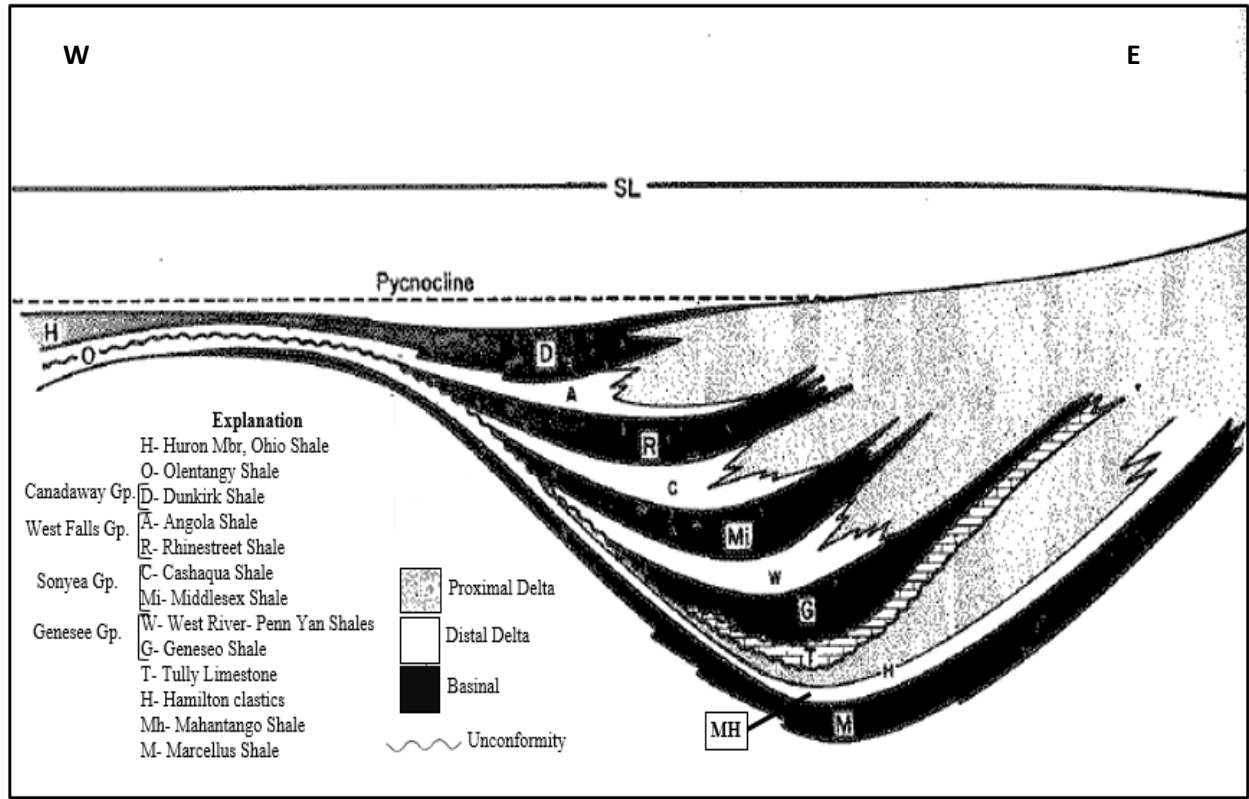 W E
SL
Pycnocline
H
O
D
A
R
C
Mi
W
G
T
H
MH
M
Explanation
H- Huron Mbr, Ohio Shale
O- Olentangy Shale
Canadaway Gp. D- Dunkirk Shale
West Falls Gp. A- Angola Shale
R- Rhinestreet Shale
Sonyea Gp. C- Cashaqua Shale
Mi- Middlesex Shale
Genesee Gp. W- West River- Penn Yan Shales
G- Geneseo Shale
T- Tully Limestone
H- Hamilton clastics
Mh- Mahantango Shale
M- Marcellus Shale
Proximal Delta
Distal Delta
Basinal
Unconformity